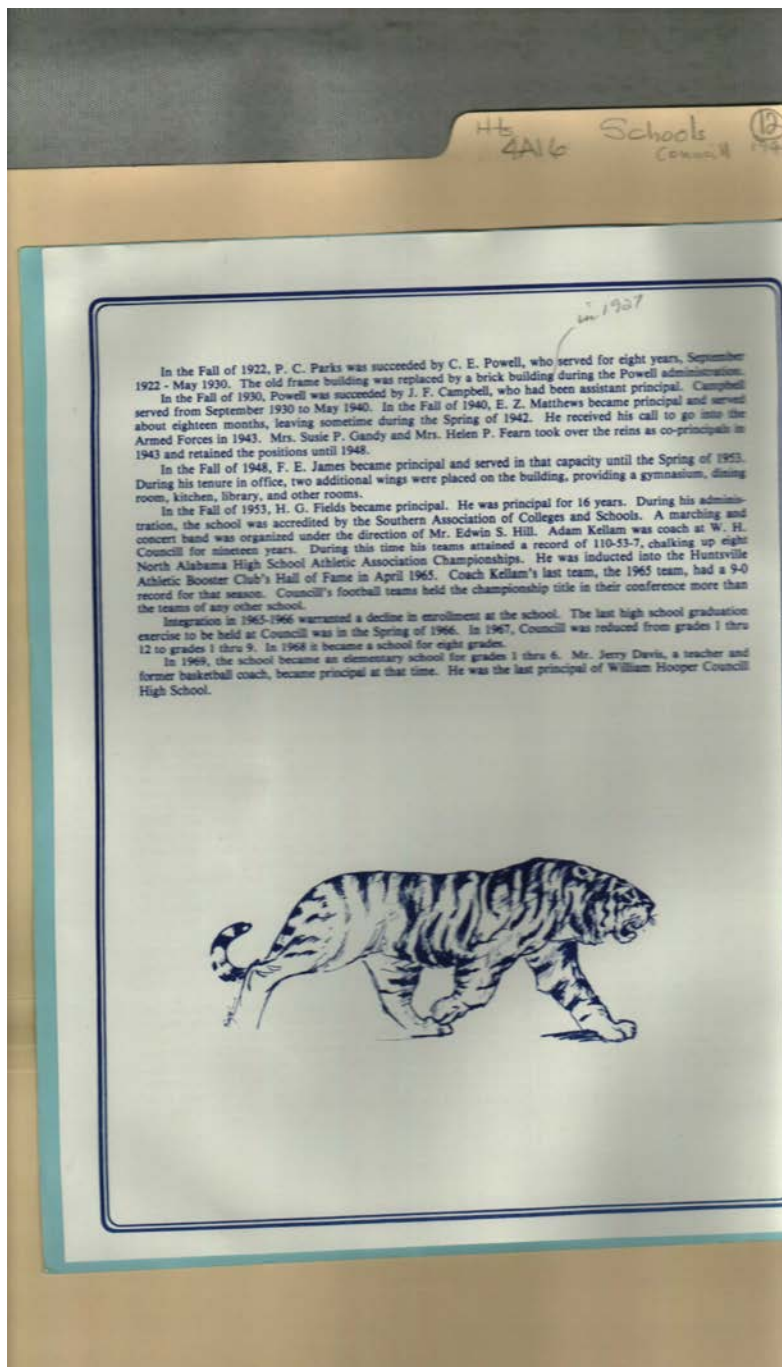 Hts Schools 12
4A16 Councill
in 1927
In the Fall of 1922, P. C. Parks was succeeded by C. E. Powell, who served for eight years, September
1922 - May 1930. The old frame building was replaced by a brick building during the Powell administration.
In the Fall of 1930, Powell was succeeded by J. F. Campbell, who had been assistant principal. Campbell
served from September 1930 to May 1940. In the Fall of 1940, E. Z. Matthews became principal and served
about eighteen months, leaving sometime during the Spring of 1942. He received his call to go into the
Armed Forces in 1943. Mrs. Susie P. Gandy and Mrs. Helen P. Fearn took over the reins as co-principals in
1943 and retained the positions until 1948.
In the Fall of 1948, F. E. James became principal and served in that capacity until the Spring of 1953.
During his tenure in office, two additional wings were placed on the building, providing a gymnasium, dining
room, kitchen, library, and other rooms.
In the Fall of 1953, H. G. Fields became principal. He was principal for 16 years. During his adminis-
tration, the school was accredited by the Southern Association of Colleges and Schools. A marching and
concert band was organized under the direction of Mr. Edwin S. Hill. Adam Kellam was coach at W. H.
Councill for nineteen years. During this time his teams attained a record of 110-53-7, chalking up eight
North Alabama High School Athletic Association Championships. He was inducted into the Huntsville
Athletic Booster Club's Hall of Fame in April 1965. Coach Kellam's last team, the 1965 team, had a 9-0
record for that season. Councill's football teams held the championship title in their conference more than
the teams of any other school.
Integration in 1965-1966 warranted a decline in enrollment at the school. The last high school graduation
exercise to be held at Councill was in the Spring of 1966. In 1967, Councill was reduced from grades 1 thru
12 to grades 1 thru 9. In 1968 it became a school for eight grades.
In 1969, the school became an elementary school for grades 1 thru 6. Mr. Jerry Davis, a teacher and
former basketball coach, became principal at that time. He was the last principal of William Hooper Councill
High School.